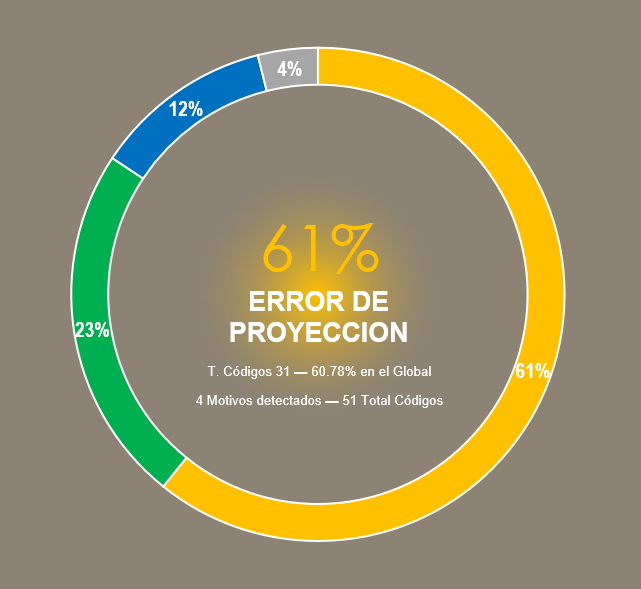 4%
12%
61%
ERROR DE
PROYECCION
23%
T. Códigos 31 — 60.78% en el Global
61%
4 Motivos detectados — 51 Total Códigos